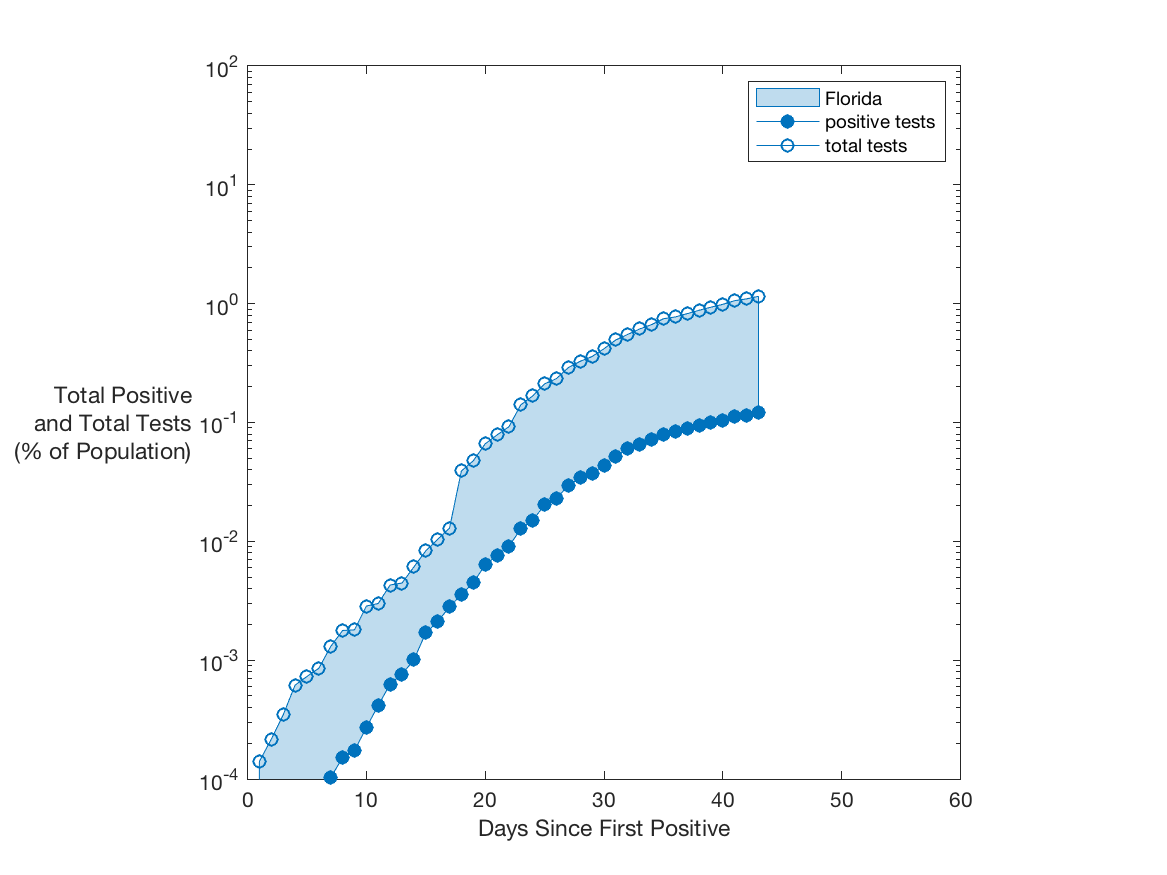 10^2
10^1
10^0
10^-1
10^-2
10^-3
10^-4
Total Positive
and Total Tests
(% of Population)
Florida
positive tests
total tests
0 10 20 30 40 50 60
Days Since First Positive